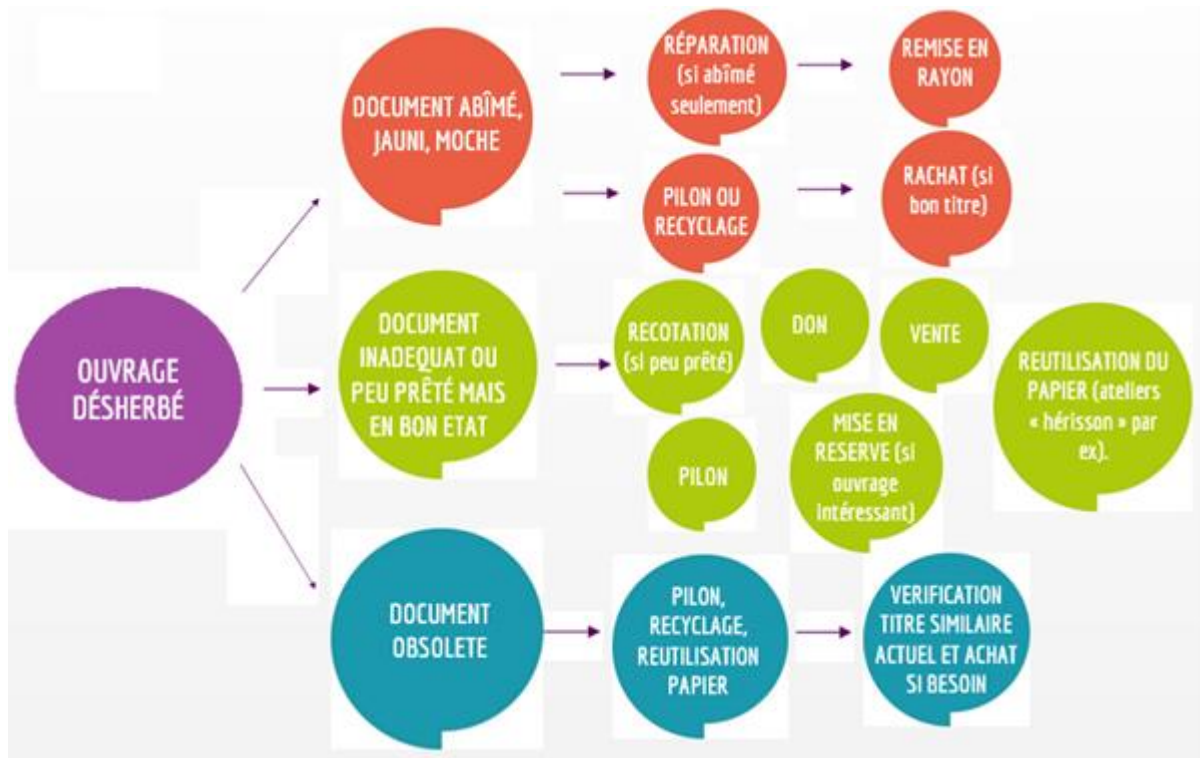 OUVRAGE
DÉSHERBÉ
DOCUMENT ABÎMÉ,
JAUNI, MOCHE
RÉPARATION
(si abîmé
seulement)
REMISE EN
RAYON
PILON OU
RECYCLAGE
RACHAT (si
bon titre)
DOCUMENT
INADEQUAT OU
PEU PRÊTÉ MAIS
EN BON ETAT
RECOTATION
(si peu prêté)
DON
VENTE
PILON
MISE EN
RESERVE (si
ouvrage
intéressant)
REUTILISATION DU
PAPIER (ateliers
« hérisson » par
ex).
DOCUMENT
OBSOLETE
PILON,
RECYCLAGE,
REUTILISATION
PAPIER
VERIFICATION
TITRE SIMILAIRE
ACTUEL ET ACHAT
SI BESOIN